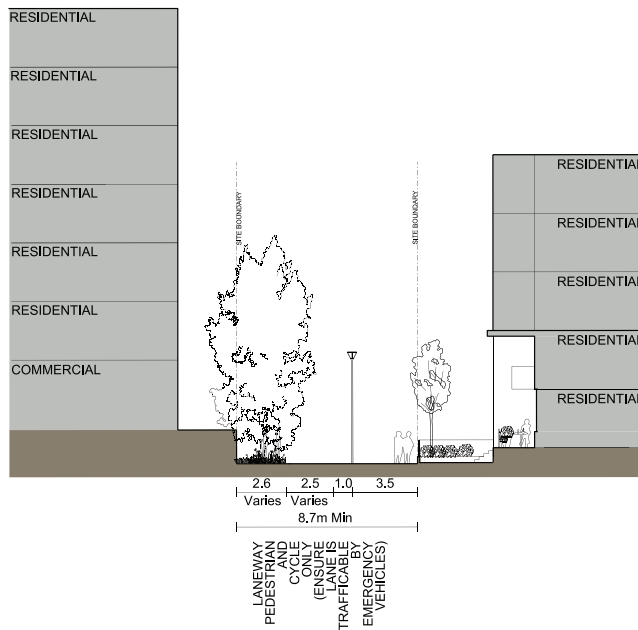 RESIDENTIAL
RESIDENTIAL
RESIDENTIAL
RESIDENTIAL
RESIDENTIAL
RESIDENTIAL
COMMERCIAL
SITE BOUNDARY
SITE BOUNDARY
RESIDENTIAL
RESIDENTIAL
RESIDENTIAL
RESIDENTIAL
RESIDENTIAL
2.6 2.5 1.0 3.5
Varies Varies
8.7m Min
LANEWAY
PEDESTRIAN
AND
CYCLE
ONLY
(ENSURE
LANE IS
TRAFFICABLE
BY
EMERGENCY
VEHICLES)